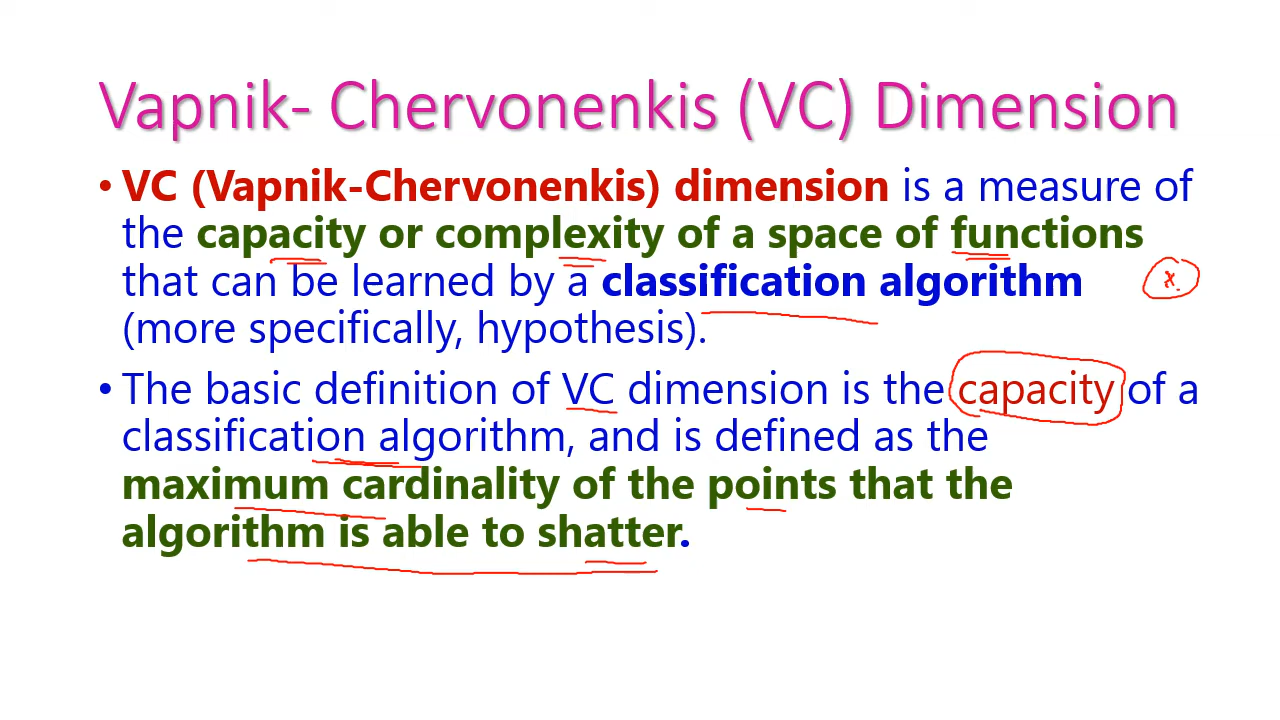 Vapnik- Chervonenkis (VC) Dimension
• VC (Vapnik-Chervonenkis) dimension is a measure of
the capacity or complexity of a space of functions
that can be learned by a classification algorithm
x
(more specifically, hypothesis).
• The basic definition of VC dimension is the capacity of a
classification algorithm, and is defined as the
maximum cardinality of the points that the
algorithm is able to shatter.